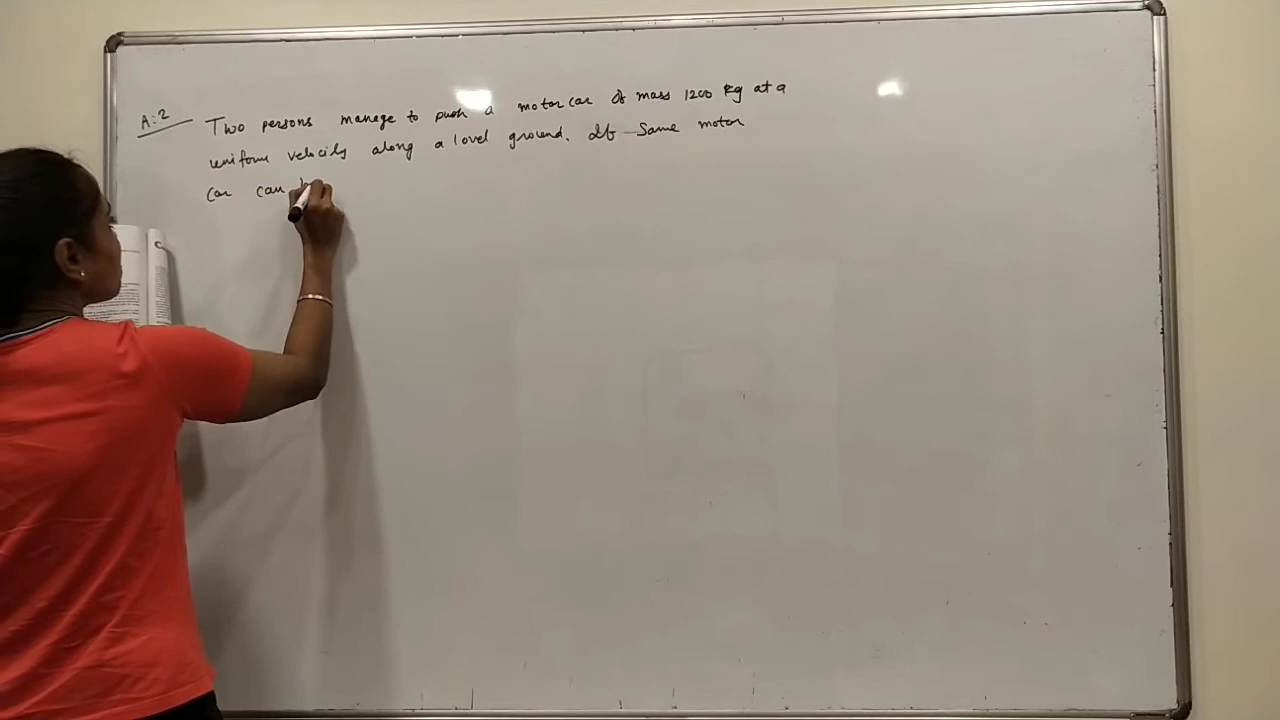 A:2 Two persons manage to push a motorcar of mass 1200 kg at a
uniform velocity along a level ground. If Same motor
car can